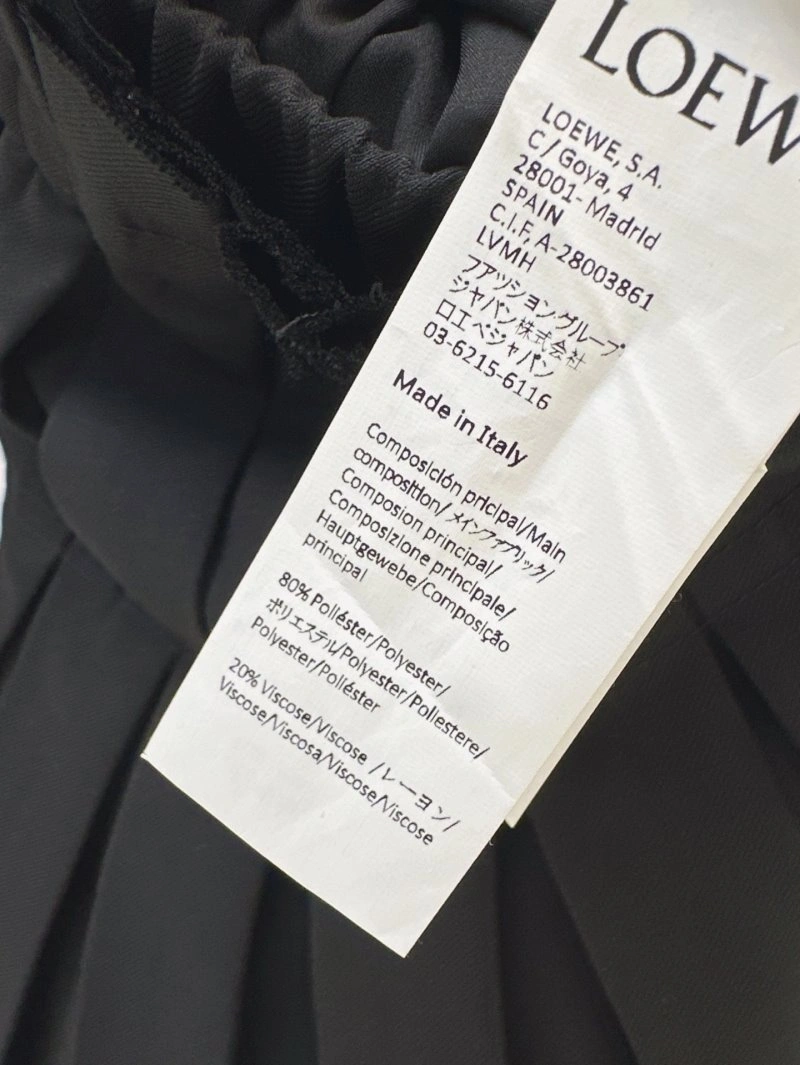 LOEW
LOEWE, S.A.
C / Goya, 4
28001- Madrld
SPAIN
C.I.F, A-28003861
LVMH
ファッショングループ
ジャパン株式会社
ロエベジャパン
03-6215-6116
Made in Italy
Composición pricipal/Main
composition/メインファブリック/
Composion principal/
Composizione principale/
Hauptgewebe/Composição
principal
80% Poliéster/Polyester/
ポリエステル/Polyester/Poliestere/
Polyester/Poliéster
20% Viscose/Viscose /レーヨン/
Viscose/Viscosa/Viscose/Viscose